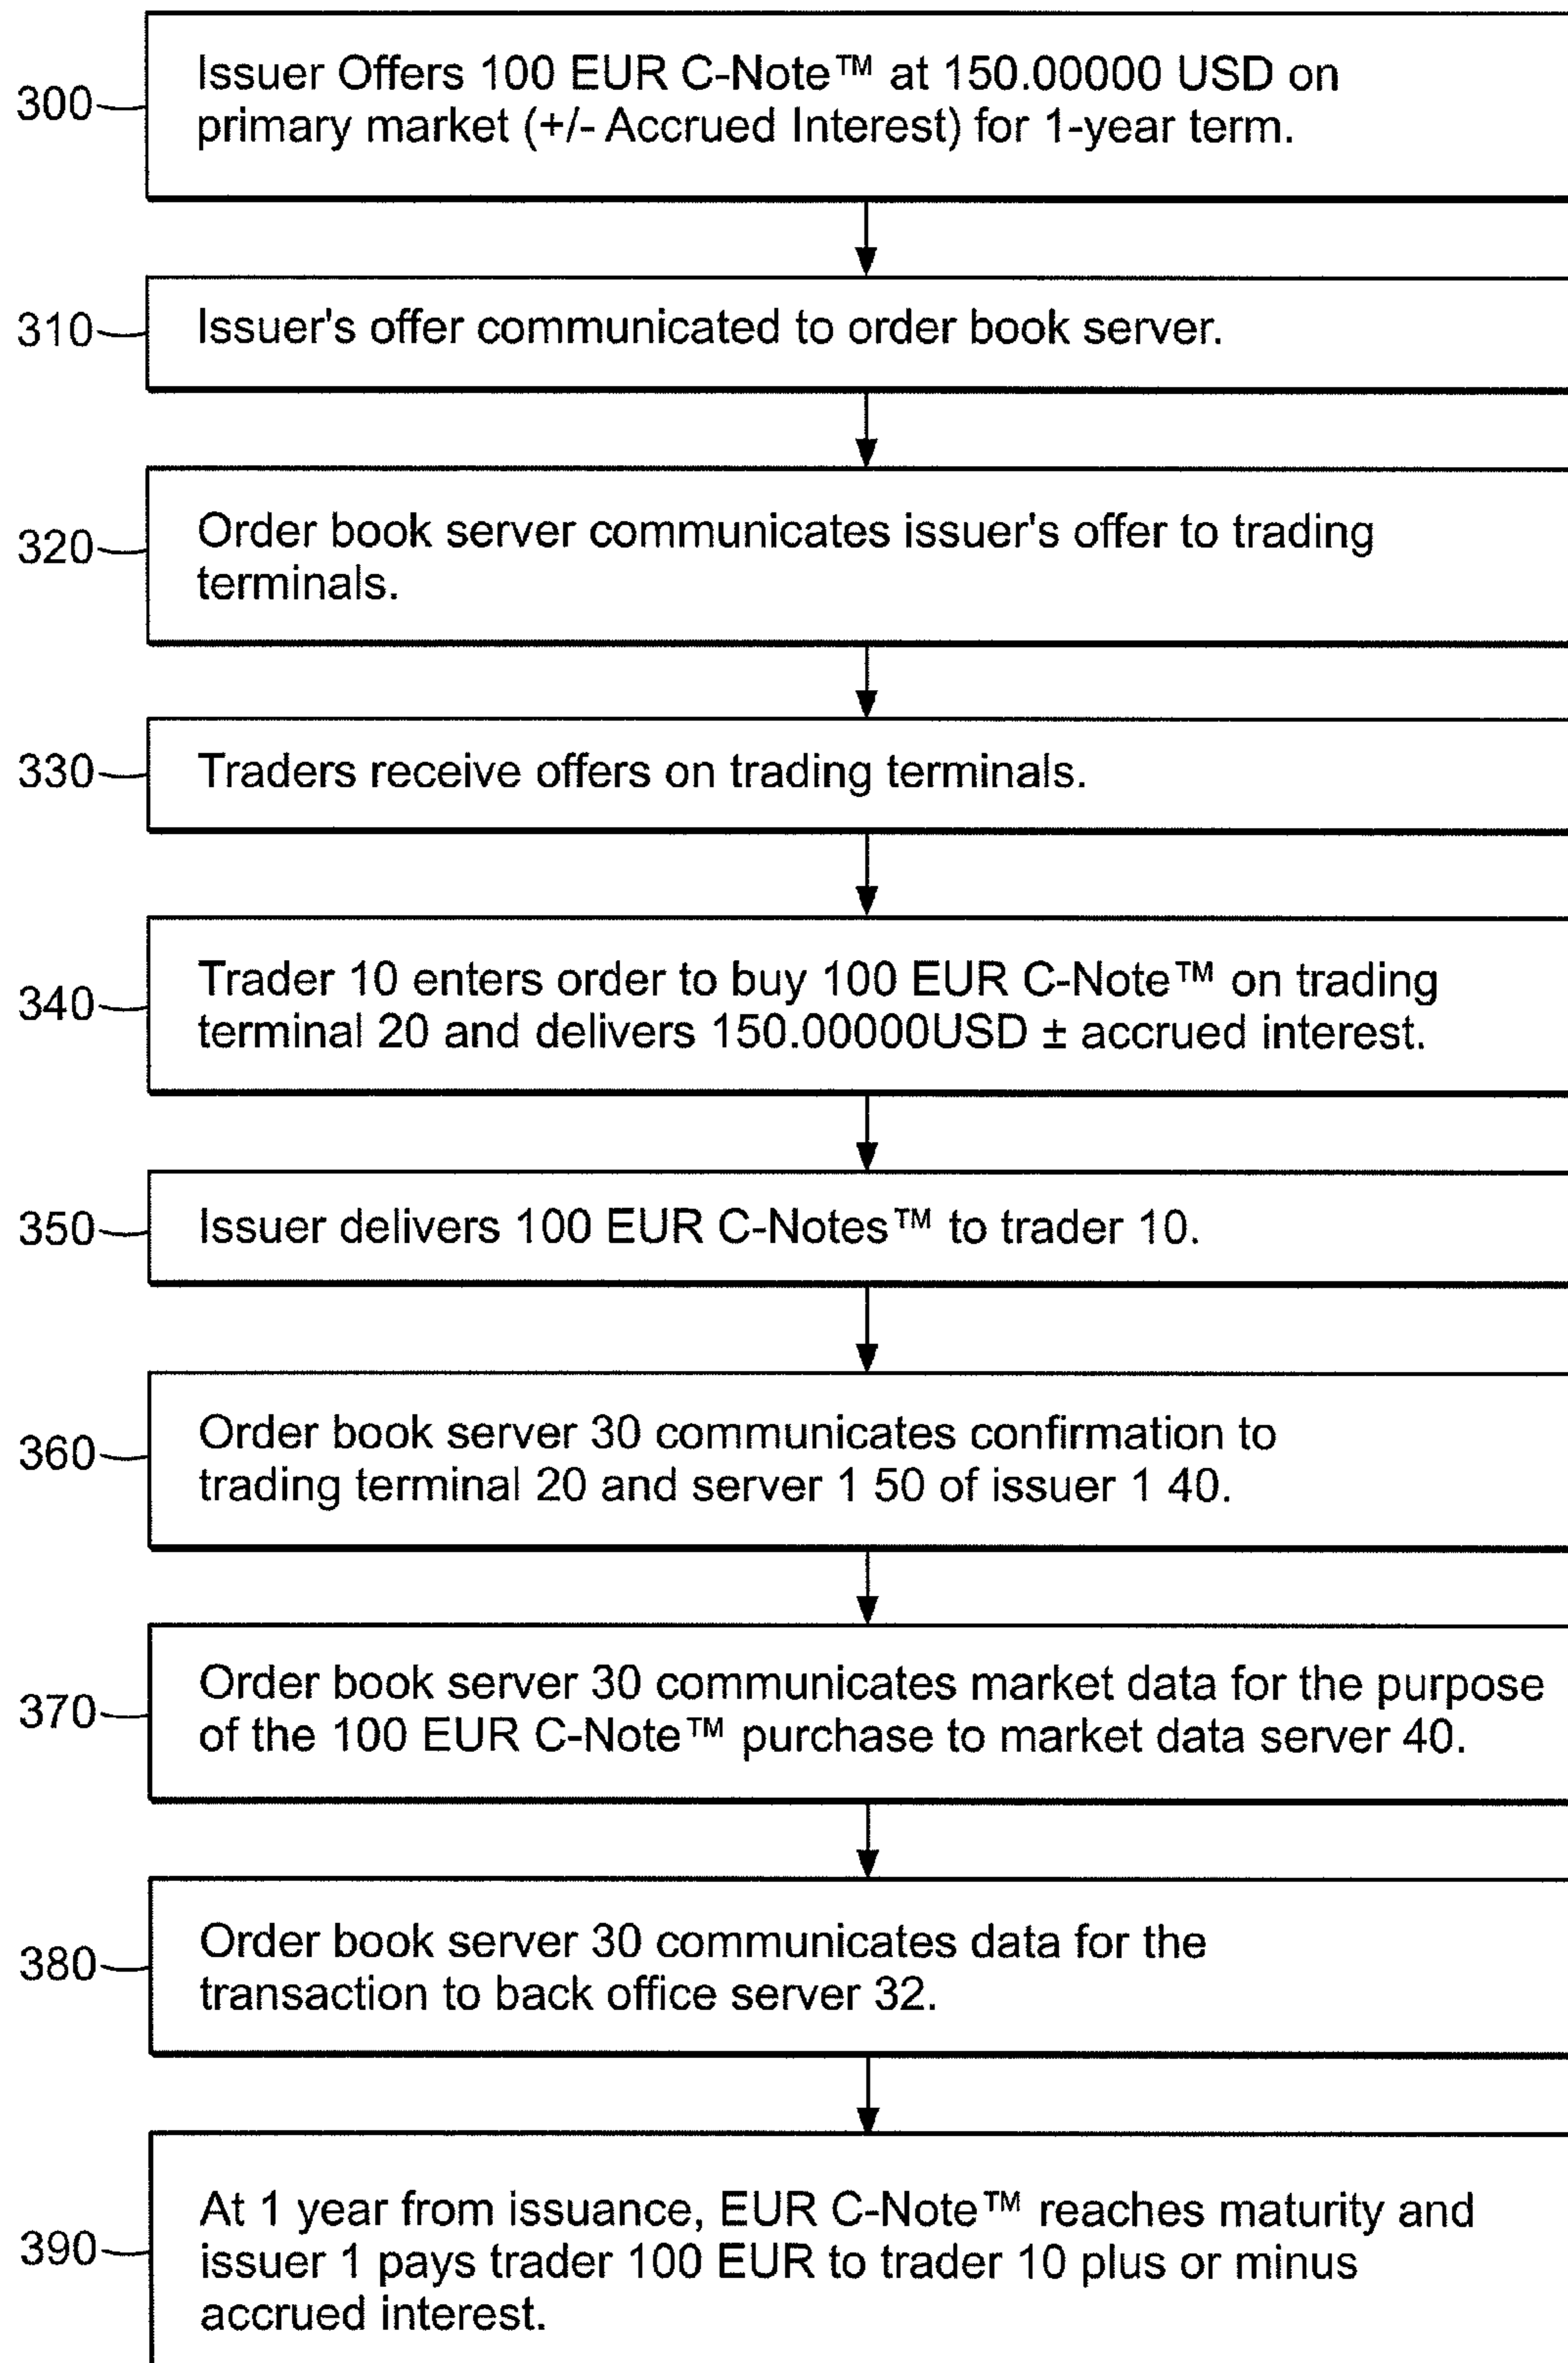 300
Issuer Offers 100 EUR C-Note™ at 150.00000 USD on
primary market (+/- Accrued Interest) for 1-year term.
310
Issuer's offer communicated to order book server.
320
Order book server communicates issuer's offer to trading
terminals.
330
Traders receive offers on trading terminals.
340
Trader 10 enters order to buy 100 EUR C-Note™ on trading
terminal 20 and delivers 150.00000USD ± accrued interest.
350
Issuer delivers 100 EUR C-Notes™ to trader 10.
360
Order book server 30 communicates confirmation to
trading terminal 20 and server 1 50 of issuer 1 40.
370
Order book server 30 communicates market data for the purpose
of the 100 EUR C-Note™ purchase to market data server 40.
380
Order book server 30 communicates data for the
transaction to back office server 32.
390
At 1 year from issuance, EUR C-Note™ reaches maturity and
issuer 1 pays trader 100 EUR to trader 10 plus or minus
accrued interest.